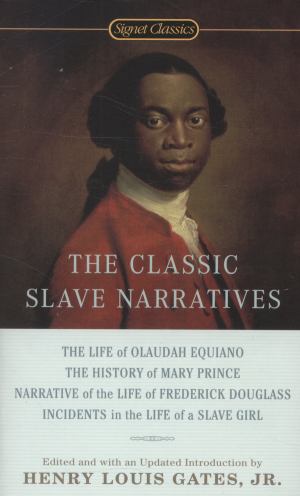 Signet Classics
THE CLASSIC
SLAVE NARRATIVES
THE LIFE of OLAUDAH EQUIANO
THE HISTORY of MARY PRINCE
NARRATIVE of the LIFE of FREDERICK DOUGLASS
INCIDENTS in the LIFE of a SLAVE GIRL
Edited and with an Updated Introduction by
HENRY LOUIS GATES, JR.